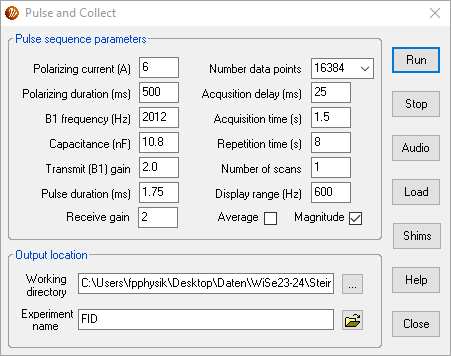 Pulse and Collect
Pulse sequence parameters
Polarizing current (A) 6 Number data points 16384
Polarizing duration (ms) 500 Acqusition delay (ms) 25
B1 frequency (Hz) 2012 Acquisition time (s) 1.5
Capacitance (nF) 10.8 Repetition time (s) 8
Transmit (B1) gain 2.0 Number of scans 1
Pulse duration (ms) 1.75 Display range (Hz) 600
Receive gain 2 Average Magnitude
Run
Stop
Audio
Load
Shims
Help
Close
Output location
Working
directory
C:\Users\fpphysik\Desktop\Daten\WiSe23-24\Steir
...
Experiment
name
FID